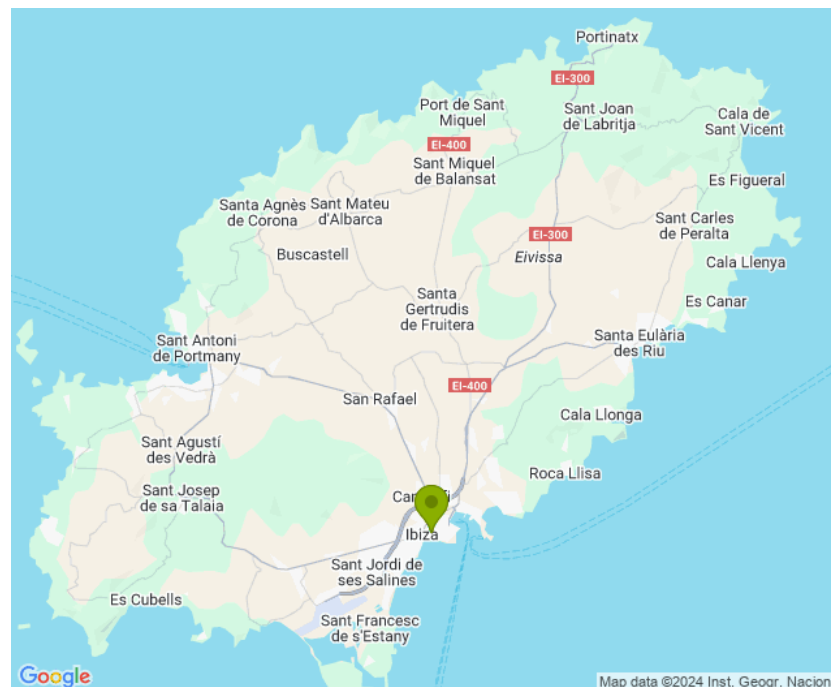 Portinatx
EI-300
Port de Sant
Miquel
Sant Joan
de Labritja
Cala de
Sant Vicent
EI-400
Sant Miquel
de Balansat
Es Figueral
Santa Agnès
de Corona
Sant Mateu
d'Albarca
Sant Carles
de Peralta
EI-300
Buscastell
Eivissa
Cala Llenya
Santa
Gertrudis
de Fruitera
Es Canar
Sant Antoni
de Portmany
Santa Eulària
des Riu
EI-400
San Rafael
Cala Llonga
Sant Agustí
des Vedrà
Roca Llisa
Sant Josep
de sa Talaia
Ibiza
Sant Jordi de
ses Salines
Es Cubells
Sant Francesc
de s'Estany
Google
Map data ©2024 Inst. Geogr. Nacion